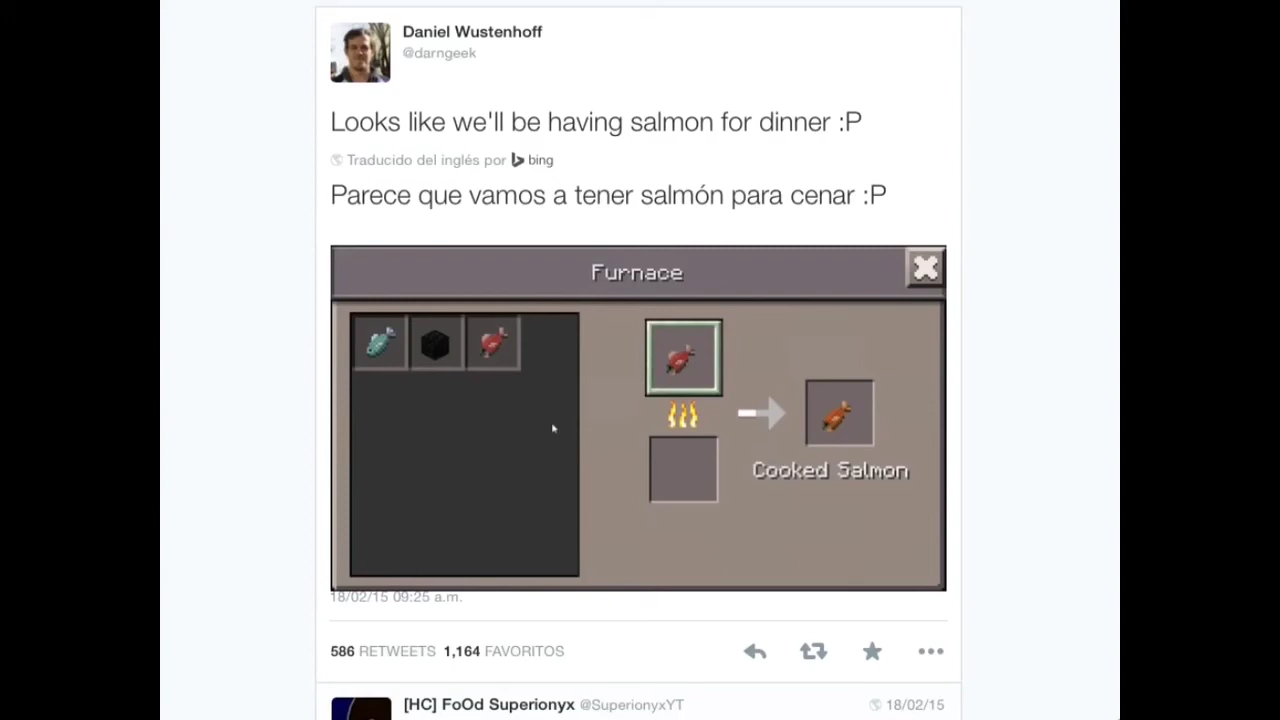 Daniel Wustenhoff
@darngeek
Looks like we'll be having salmon for dinner :P
Traducido del inglés por bing
Parece que vamos a tener salmón para cenar :P
Furnace
Cooked Salmon
18/02/15 09:25 a.m.
586 RETWEETS 1,164 FAVORITOS
[HC] FoOd Superionyx @SuperionyxYT 18/02/15